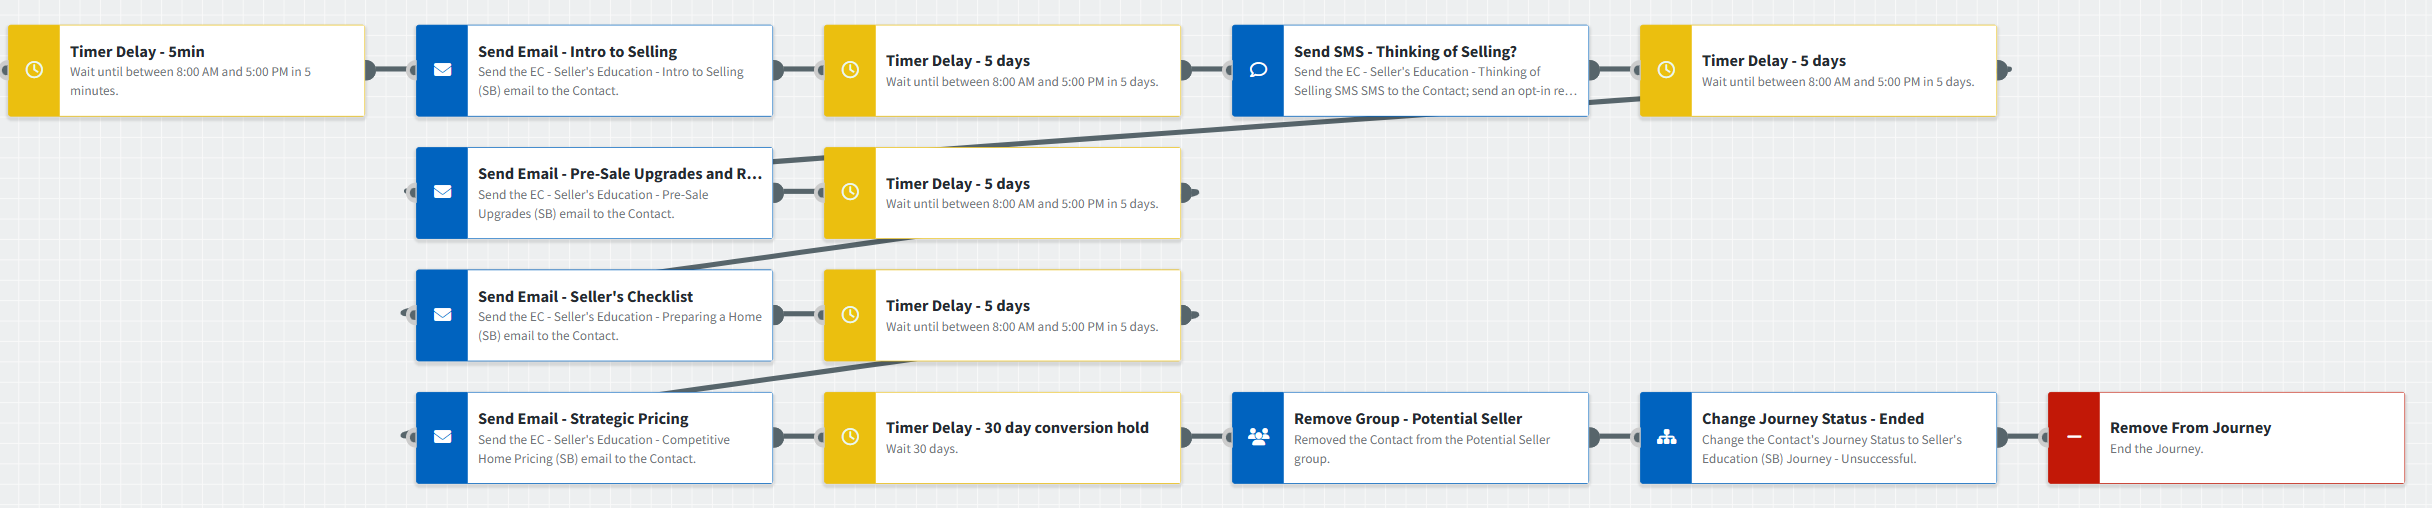 Timer Delay - 5min
Wait until between 8:00 AM and 5:00 PM in 5
minutes.
Send Email - Intro to Selling
Send the EC - Seller's Education - Intro to Selling
(SB) email to the Contact.
Timer Delay - 5 days
Wait until between 8:00 AM and 5:00 PM in 5 days.
Send SMS - Thinking of Selling?
Send the EC - Seller's Education - Thinking of
Selling SMS SMS to the Contact; send an opt-in re...
Timer Delay - 5 days
Wait until between 8:00 AM and 5:00 PM in 5 days.
Send Email - Pre-Sale Upgrades and R...
Send the EC - Seller's Education - Pre-Sale
Upgrades (SB) email to the Contact.
Timer Delay - 5 days
Wait until between 8:00 AM and 5:00 PM in 5 days.
Send Email - Seller's Checklist
Send the EC - Seller's Education - Preparing a Home
(SB) email to the Contact.
Timer Delay - 5 days
Wait until between 8:00 AM and 5:00 PM in 5 days.
Send Email - Strategic Pricing
Send the EC - Seller's Education - Competitive
Home Pricing (SB) email to the Contact.
Timer Delay - 30 day conversion hold
Wait 30 days.
Remove Group - Potential Seller
Removed the Contact from the Potential Seller
group.
Change Journey Status - Ended
Change the Contact's Journey Status to Seller's
Education (SB) Journey - Unsuccessful.
Remove From Journey
End the Journey.